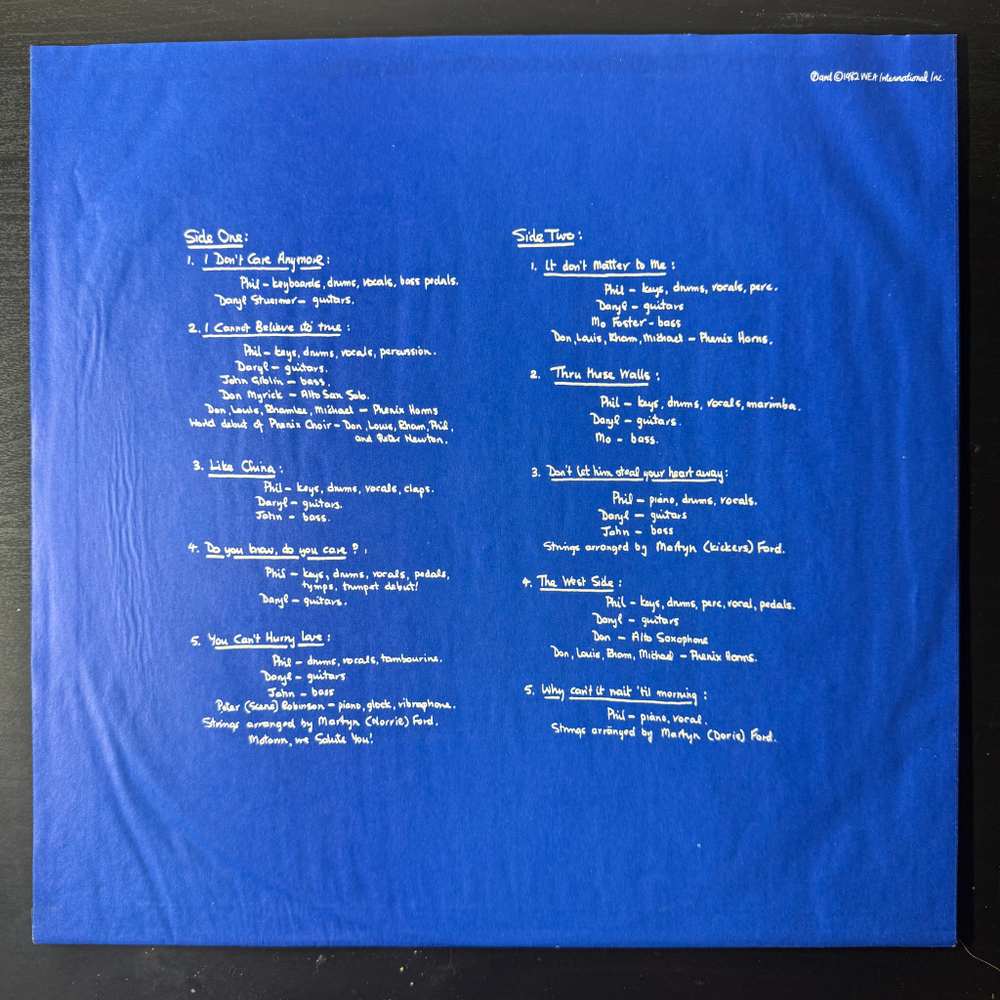 Ⓟand ©1982 WEA International Inc.
Side One:
1. I Don't Care Anymore:
Phil – keyboards, drums, vocals, bass pedals.
Daryl Stuermer – guitars.
2. I Cannot Believe its' true:
Phil – keys, drums, vocals, percussion.
Daryl – guitars.
John Giblin – bass.
Don Myrick – Alto Sax Solo.
Don, Louis, Rhamlee, Michael – Phenix Horns
World debut of Phenix Choir – Don, Louis, Rham, Phil,
and Peter Newton.
3. Like China:
Phil – keys, drums, vocals, claps.
Daryl – guitars.
John – bass.
4. Do you know, do you care?:
Phil – keys, drums, vocals, pedals,
tymps, trumpet debut!
Daryl – guitars.
5. You Can't Hurry Love:
Phil – drums, vocals, tambourine.
Daryl – guitars
John – bass
Peter (Scene) Robinson – piano, glock, vibraphone.
Strings arranged by Martyn (Norrie) Ford.
Motown, we Salute You!
Side Two:
1. It don't Matter to Me:
Phil – keys, drums, vocals, perc.
Daryl – guitars
Mo Foster – bass
Don, Louis, Rham, Michael – Phenix Horns.
2. Thru these Walls:
Phil – keys, drums, vocals, marimba.
Daryl – guitars.
Mo – bass.
3. Don't let him steal your heart away:
Phil – piano, drums, vocals.
Daryl – guitars
John – bass
Strings arranged by Martyn (kickers) Ford.
4. The West Side:
Phil – keys, drums, perc, vocal, pedals.
Daryl – guitars
Don – Alto Saxophone
Don, Louis, Rham, Michael – Phenix Horns.
5. Why can't it wait 'til morning:
Phil – piano, vocal.
Strings arranged by Martyn (Doris) Ford.